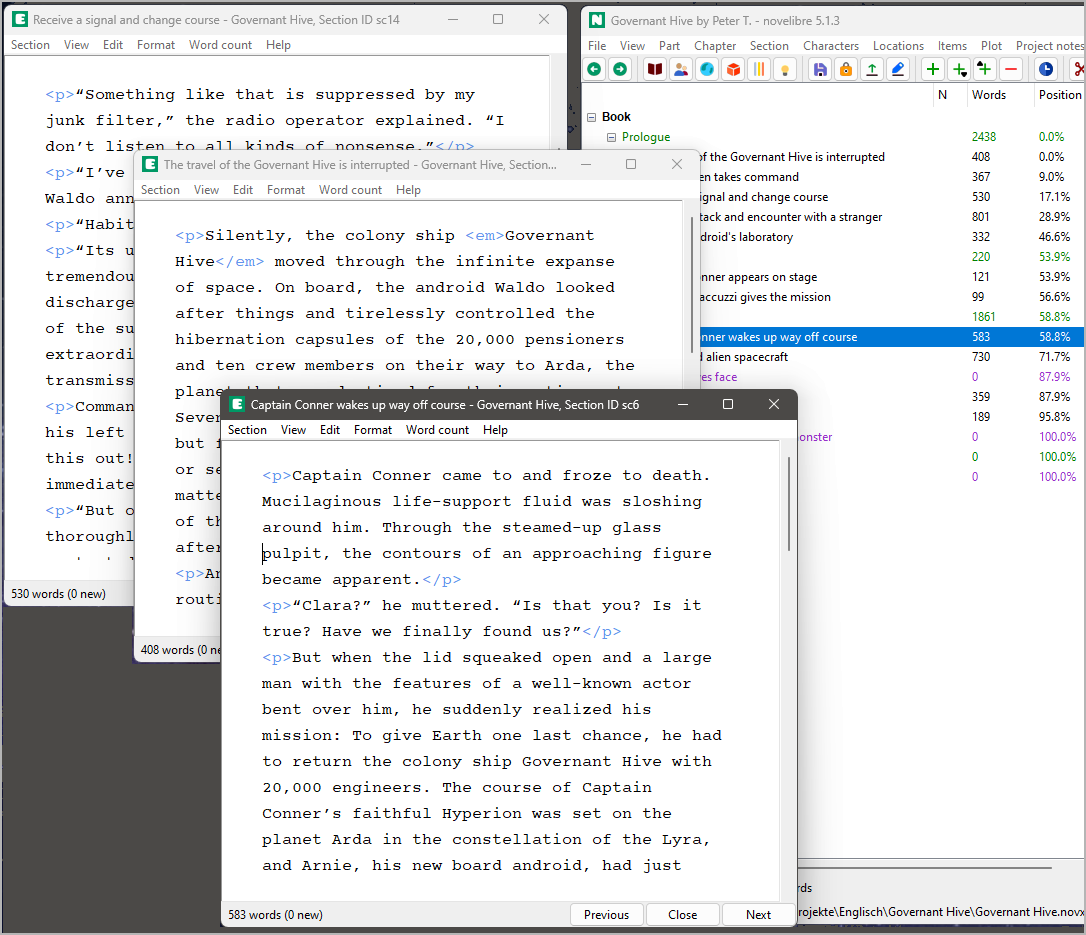 Receive a signal and change course - Governant Hive, Section ID sc14
Section View Edit Format Word count Help
<p>“Something like that is suppressed by my
junk filter,” the radio operator explained. “I
don’t listen to all kinds of nonsense.”</p>
<p>“I’ve
Waldo ann
<p>“Habit
<p>“Its u
tremendou
discharge
of the su
extraordi
transmiss
<p>Comman
his left
this out!
immediate
<p>“But o
thoroughl
530 words (0 new)
The travel of the Governant Hive is interrupted - Governant Hive, Section...
Section View Edit Format Word count Help
<p>Silently, the colony ship <em>Governant
Hive</em> moved through the infinite expanse
of space. On board, the android Waldo looked
after things and tirelessly controlled the
hibernation capsules of the 20,000 pensioners
and ten crew members on their way to Arda, the
Seven
but f
or se
matte
of th
after
<p>An
routi
408 words (0 ne
Captain Conner wakes up way off course - Governant Hive, Section ID sc6
Section View Edit Format Word count Help
<p>Captain Conner came to and froze to death.
Mucilaginous life-support fluid was sloshing
around him. Through the steamed-up glass
pulpit, the contours of an approaching figure
became apparent.</p>
<p>“Clara?” he muttered. “Is that you? Is it
true? Have we finally found us?”</p>
<p>But when the lid squeaked open and a large
man with the features of a well-known actor
bent over him, he suddenly realized his
mission: To give Earth one last chance, he had
to return the colony ship Governant Hive with
20,000 engineers. The course of Captain
Conner’s faithful Hyperion was set on the
planet Arda in the constellation of the Lyra,
and Arnie, his new board android, had just
583 words (0 new)
Previous Close Next
Governant Hive by Peter T. - novelibre 5.1.3
File View Part Chapter Section Characters Locations Items Plot Project notes
N Words Position
Book
Prologue 2438 0.0%
of the Governant Hive is interrupted 408 0.0%
en takes command 367 9.0%
ignal and change course 530 17.1%
tack and encounter with a stranger 801 28.9%
droid's laboratory 332 46.6%
220 53.9%
nner appears on stage 121 53.9%
accuzzi gives the mission 99 56.6%
1861 58.8%
nner wakes up way off course 583 58.8%
d alien spacecraft 730 71.7%
es face 0 87.9%
359 87.9%
189 95.8%
onster 0 100.0%
0 100.0%
0 100.0%
rds
rojekte\Englisch\Governant Hive\Governant Hive.novx